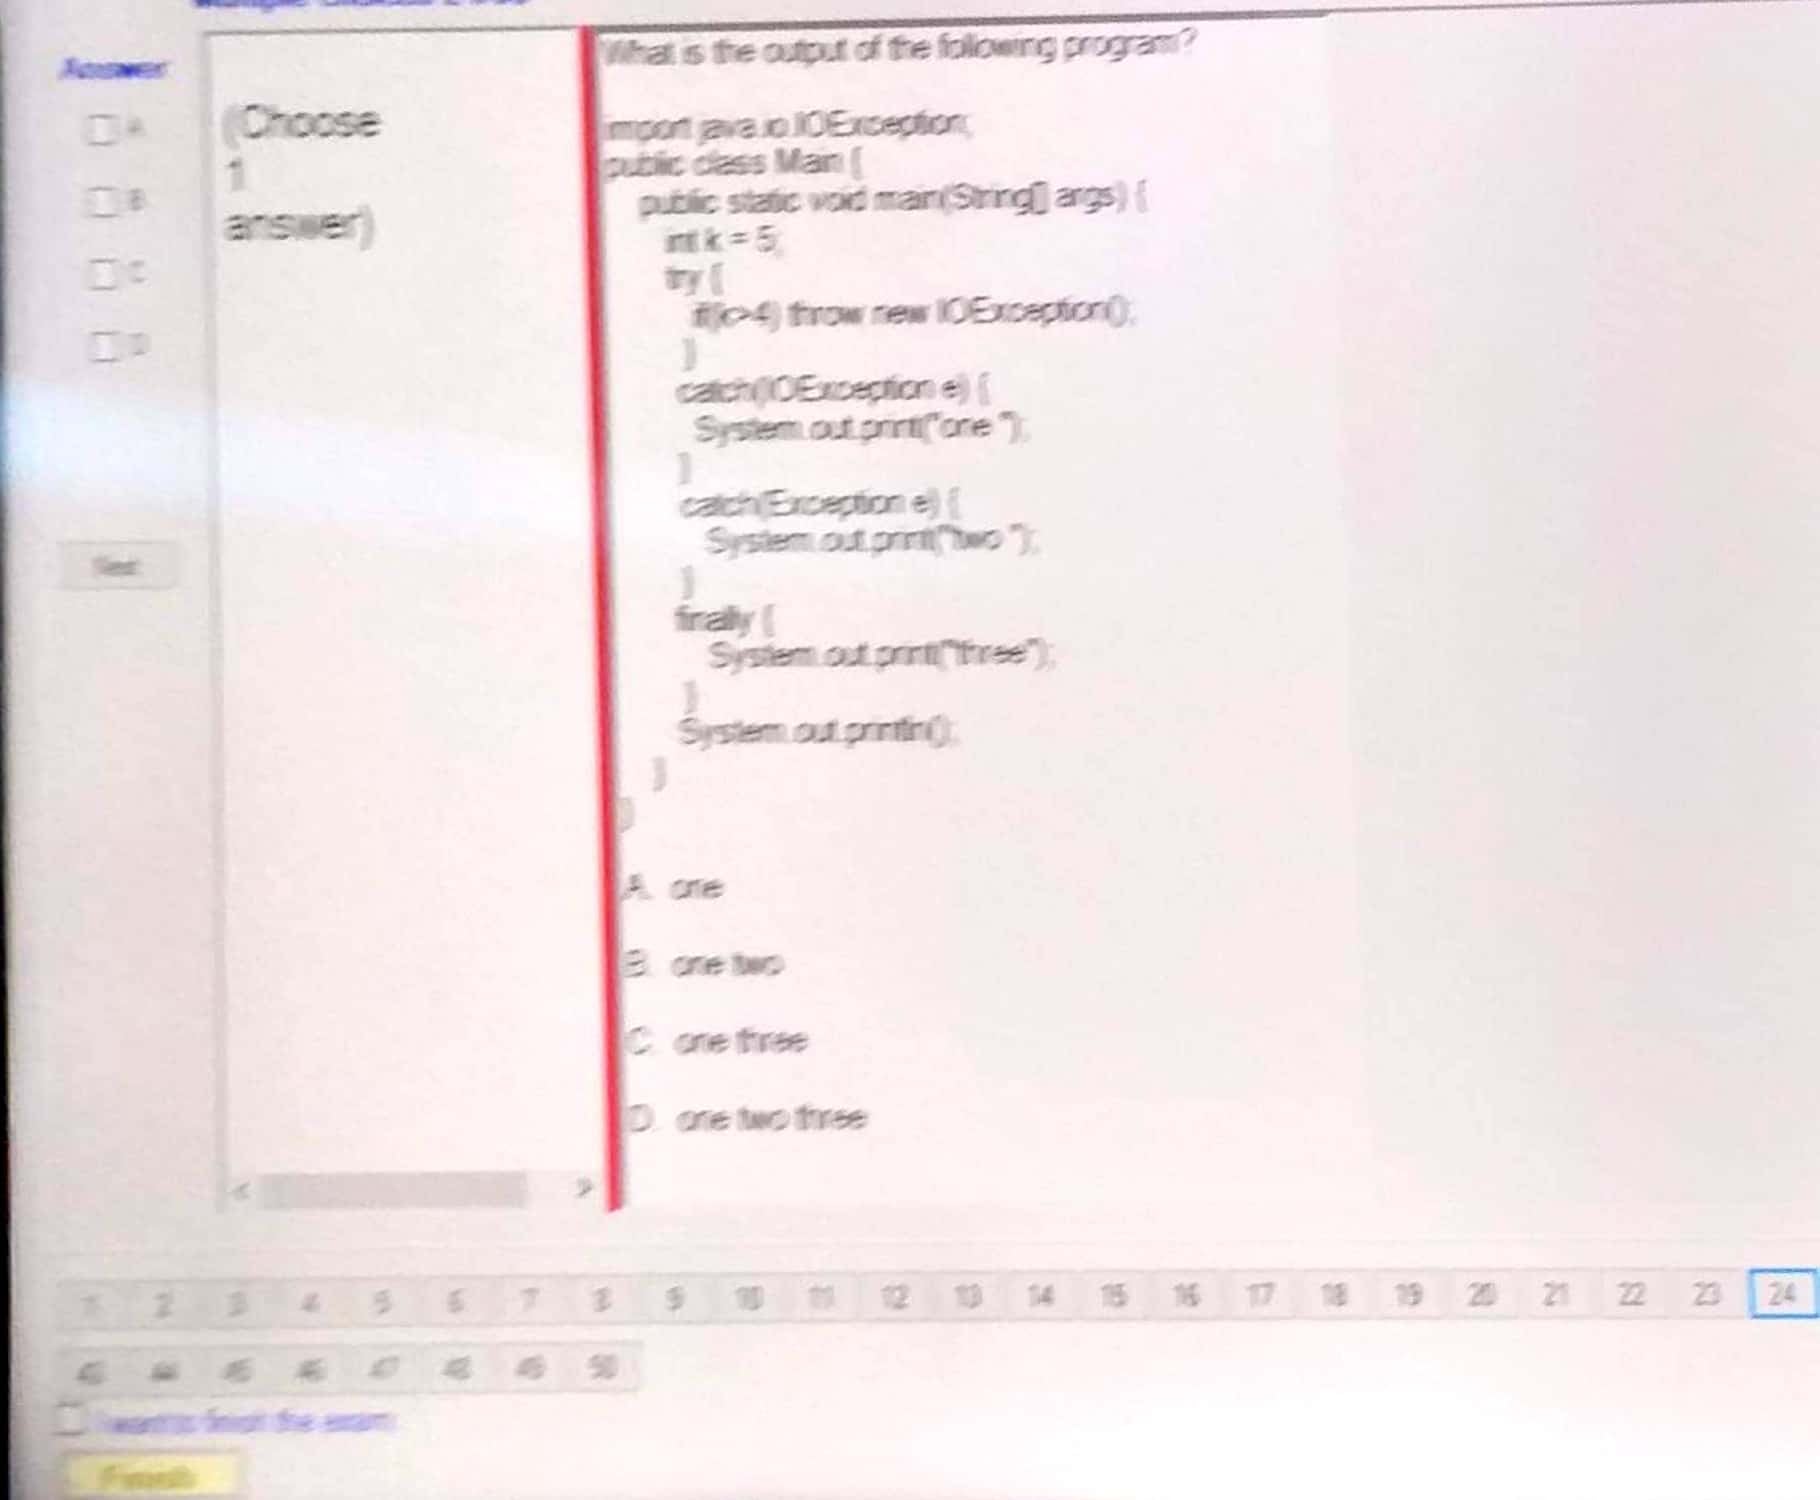 Answer
A
B
C
D
(Choose
1
answer)
Next
What is the output of the following program?
import java.io.IOException;
public class Main {
public static void main(String[] args) {
int k = 5;
try {
if(k>4) throw new IOException();
}
catch(IOException e) {
System.out.print("one ");
}
catch(Exception e) {
System.out.print("two ");
}
finally {
System.out.print("three");
}
System.out.println();
}
}
A. one
B. one two
C. one three
D. one two three
1 2 3 4 5 6 7 8 9 10 11 12 13 14 15 16 17 18 19 20 21 22 23 24
43 44 45 46 47 48 49 50
I want to finish the exam
Finish